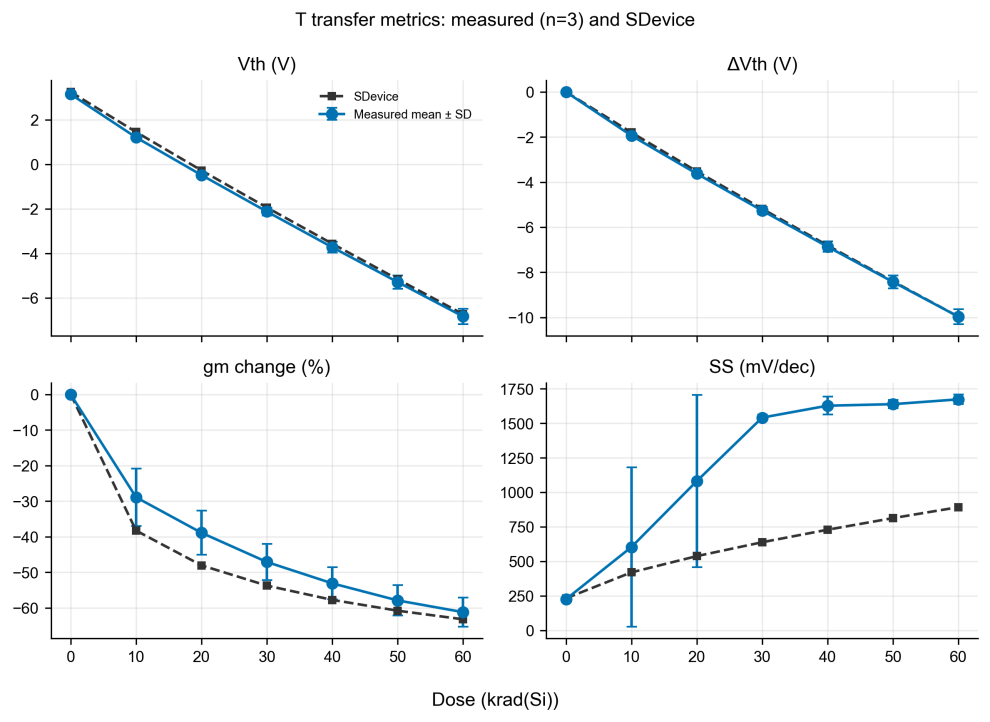 T transfer metrics: measured (n=3) and SDevice
Vth (V)
2
0
−2
−4
−6
SDevice
Measured mean ± SD
ΔVth (V)
0
−2
−4
−6
−8
−10
gm change (%)
0
−10
−20
−30
−40
−50
−60
0 10 20 30 40 50 60
SS (mV/dec)
1750
1500
1250
1000
750
500
250
0
0 10 20 30 40 50 60
Dose (krad(Si))